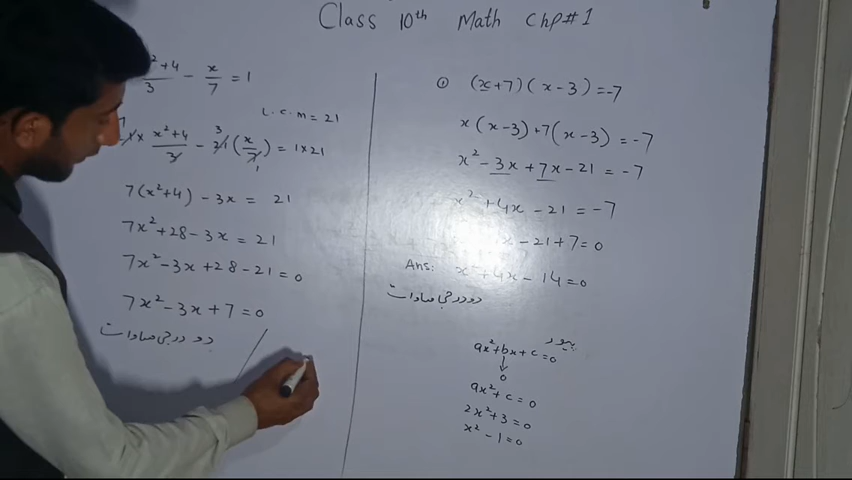 Class 10th Math Chp#1
x²+4/3 - x/7 = 1
L.C.M = 21
7 21 x x²+4/3 - 3 21 (x/7) = 1×21
1
7(x²+4) - 3x = 21
7x²+28-3x = 21
7x²-3x+28-21=0
7x²-3x+7=0
دو درجی مساوات
① (x+7)(x-3)=-7
x(x-3)+7(x-3)=-7
x²-3x+7x-21=-7
x²+4x-21=-7
x-21+7=0
Ans: x²+4x-14=0
دو درجی مساوات
ax²+bx+c=0
↓
0
ax²+c=0
2x²+3=0
x²-1=0